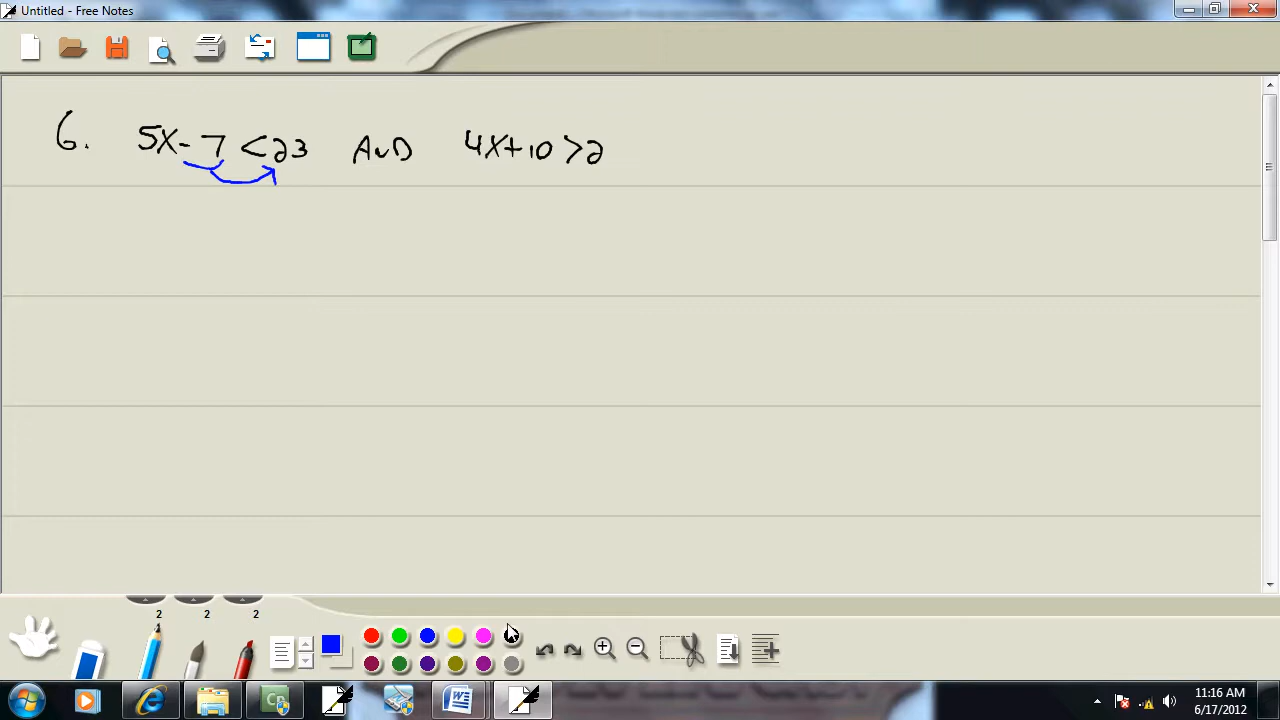 Untitled - Free Notes
6. 5X - 7 < 23 AND 4X + 10 > 2
2 2 2
11:16 AM
6/17/2012